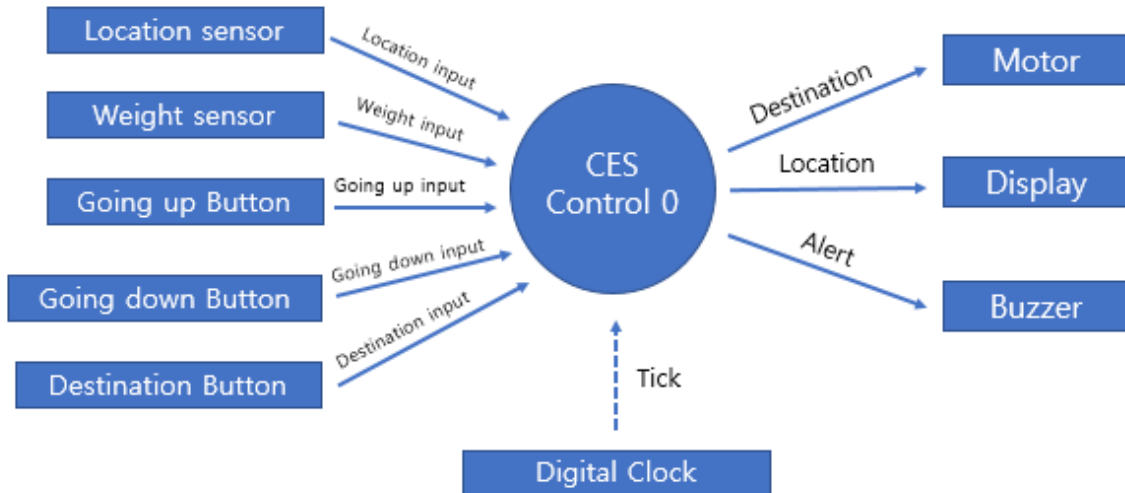 Location sensor
Location input
Weight sensor
Weight input
Going up Button
Going up input
Going down Button
Going down input
Destination Button
Destination input
CES
Control 0
Destination
Motor
Location
Display
Alert
Buzzer
Tick
Digital Clock